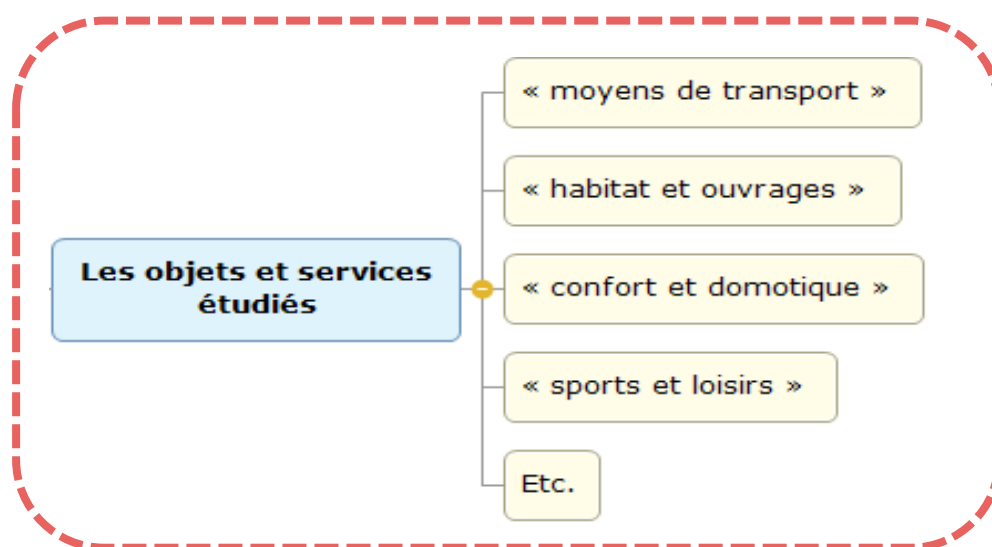 « moyens de transport »
« habitat et ouvrages »
Les objets et services
étudiés
« confort et domotique »
« sports et loisirs »
Etc.